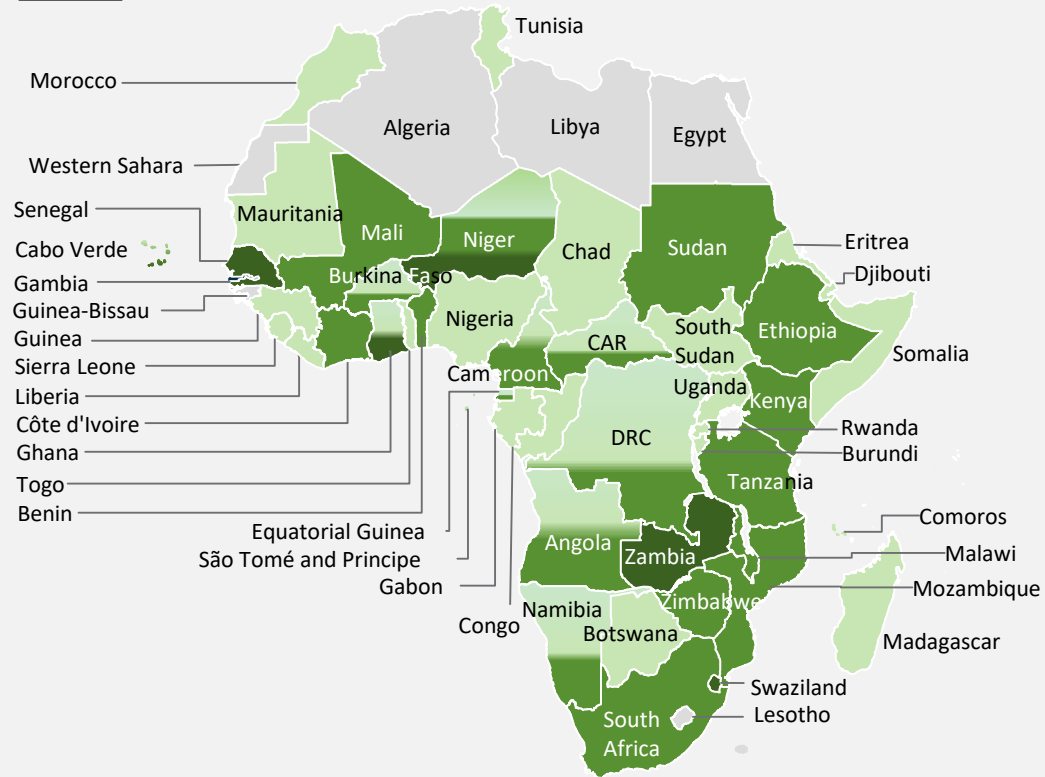 Tunisia
Morocco
Algeria
Libya
Egypt
Western Sahara
Senegal
Mauritania
Mali
Niger
Chad
Sudan
Eritrea
Cabo Verde
Djibouti
Gambia
Burkina Faso
Guinea-Bissau
Nigeria
South
Sudan
Ethiopia
Guinea
CAR
Somalia
Sierra Leone
Cameroon
Uganda
Liberia
Kenya
Côte d'Ivoire
DRC
Rwanda
Ghana
Burundi
Togo
Tanzania
Benin
Equatorial Guinea
Comoros
São Tomé and Principe
Angola
Zambia
Malawi
Gabon
Mozambique
Namibia
Zimbabwe
Congo
Botswana
Madagascar
Swaziland
Lesotho
South
Africa